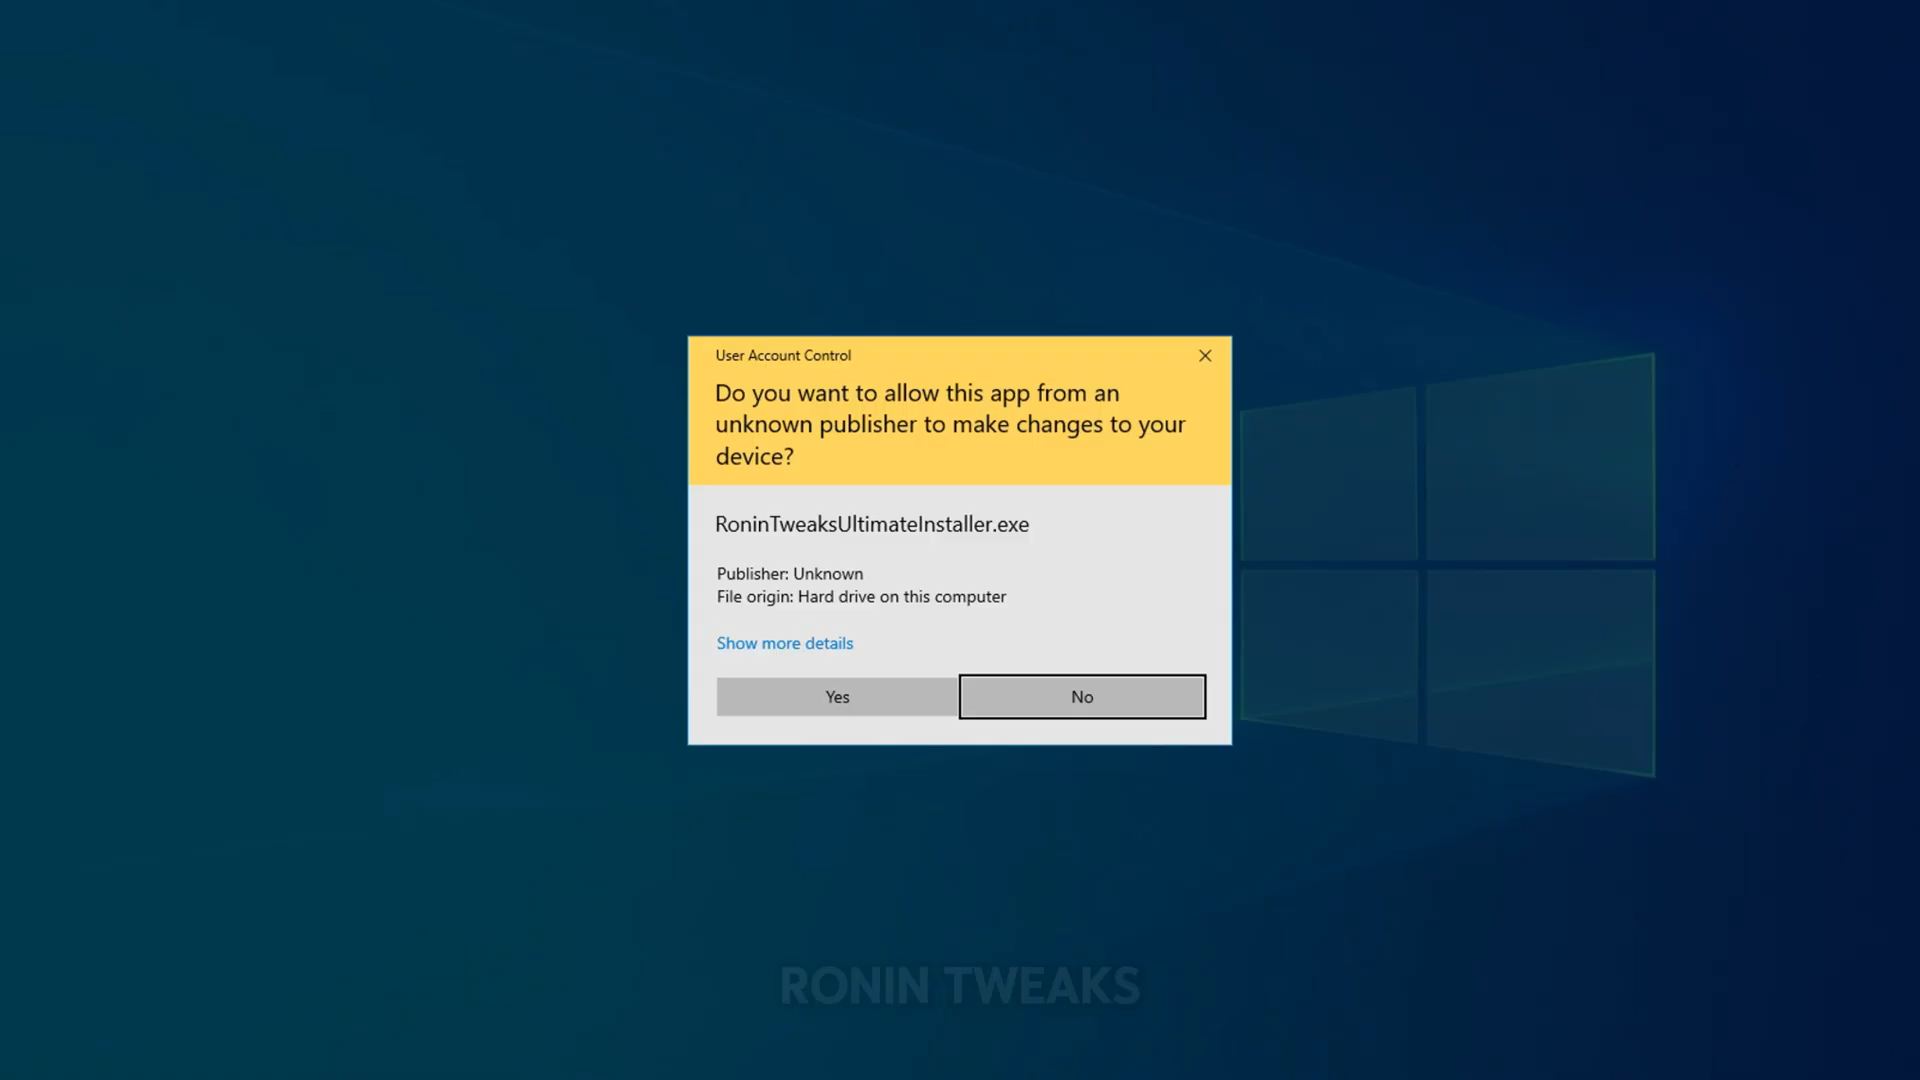 User Account Control
Do you want to allow this app from an
unknown publisher to make changes to your
device?
RoninTweaksUltimateInstaller.exe
Publisher: Unknown
File origin: Hard drive on this computer
Show more details
Yes
No
RONIN TWEAKS